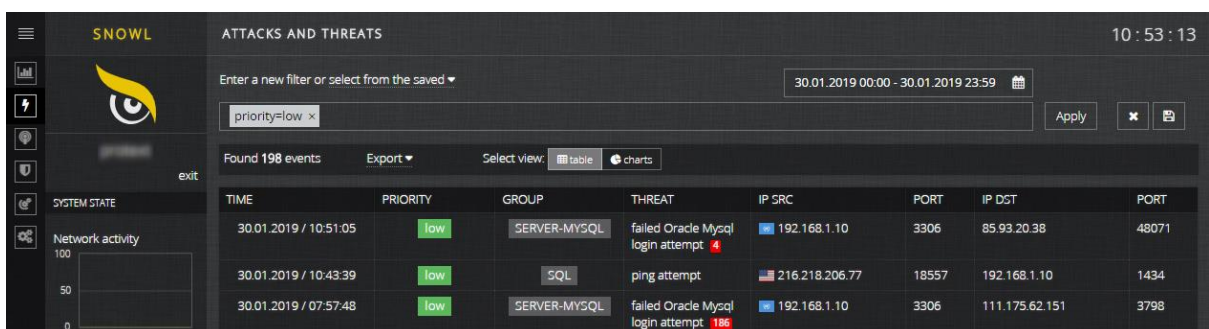 SNOWL
ATTACKS AND THREATS
10 : 53 : 13
Enter a new filter or select from the saved
30.01.2019 00:00 - 30.01.2019 23:59
priority=low ×
Apply
exit
Found 198 events
Export
Select view: table charts
SYSTEM STATE
Network activity
100
50
0
TIME PRIORITY GROUP THREAT IP SRC PORT IP DST PORT
30.01.2019 / 10:51:05 low SERVER-MYSQL failed Oracle Mysql 192.168.1.10 3306 85.93.20.38 48071
login attempt 4
30.01.2019 / 10:43:39 low SQL ping attempt 216.218.206.77 18557 192.168.1.10 1434
30.01.2019 / 07:57:48 low SERVER-MYSQL failed Oracle Mysql 192.168.1.10 3306 111.175.62.151 3798
login attempt 186